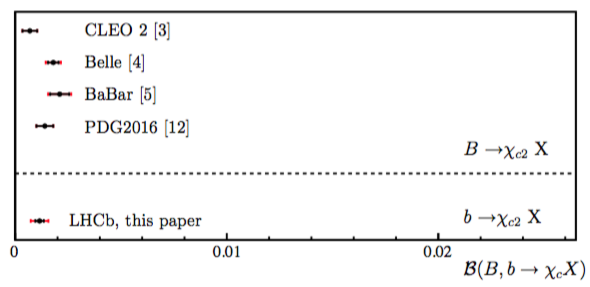 CLEO 2 [3]
Belle [4]
BaBar [5]
PDG2016 [12]
B →χc2 X
LHCb, this paper
b →χc2 X
0 0.01 0.02
ℬ(B, b → χcX)